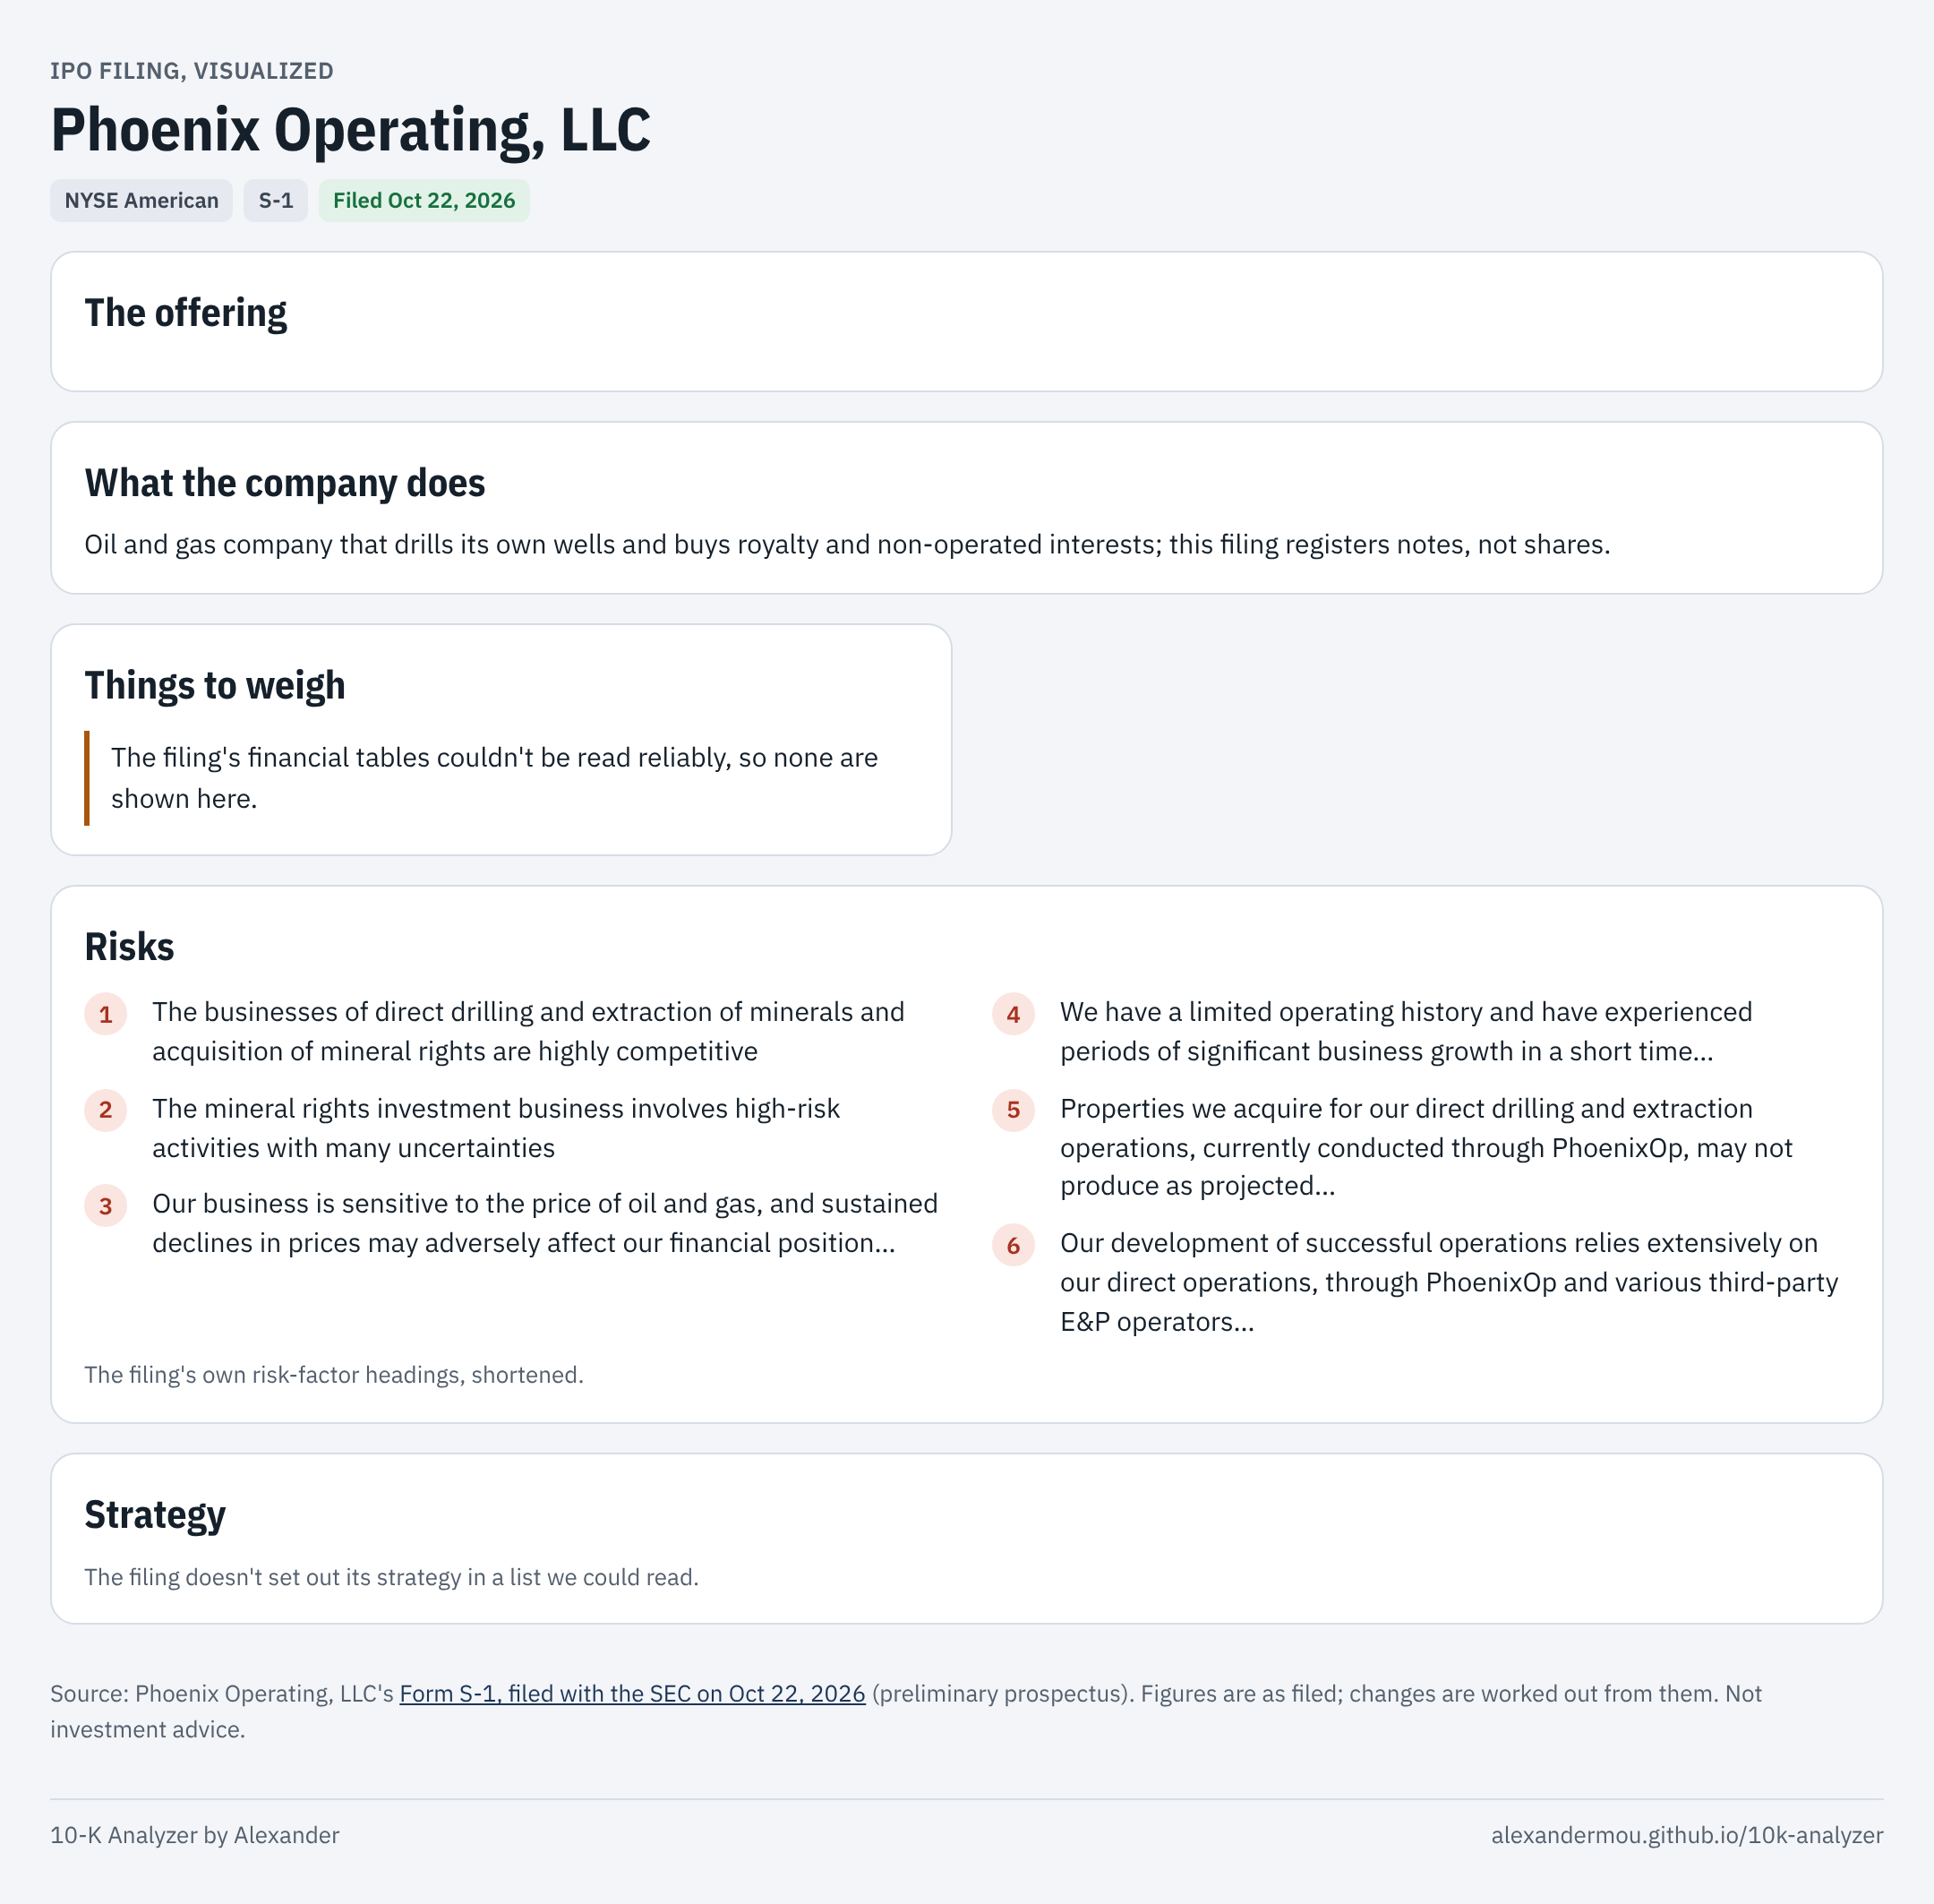 IPO FILING, VISUALIZED
Phoenix Operating, LLC
NYSE American
S-1
Filed Oct 22, 2026
The offering
What the company does
Oil and gas company that drills its own wells and buys royalty and non-operated interests; this filing registers notes, not shares.
Things to weigh
The filing's financial tables couldn't be read reliably, so none are
shown here.
Risks
1
The businesses of direct drilling and extraction of minerals and
acquisition of mineral rights are highly competitive
2
The mineral rights investment business involves high-risk
activities with many uncertainties
3
Our business is sensitive to the price of oil and gas, and sustained
declines in prices may adversely affect our financial position...
4
We have a limited operating history and have experienced
periods of significant business growth in a short time...
5
Properties we acquire for our direct drilling and extraction
operations, currently conducted through PhoenixOp, may not
produce as projected...
6
Our development of successful operations relies extensively on
our direct operations, through PhoenixOp and various third-party
E&P operators...
The filing's own risk-factor headings, shortened.
Strategy
The filing doesn't set out its strategy in a list we could read.
Source: Phoenix Operating, LLC's Form S-1, filed with the SEC on Oct 22, 2026 (preliminary prospectus). Figures are as filed; changes are worked out from them. Not
investment advice.
10-K Analyzer by Alexander
alexandermou.github.io/10k-analyzer